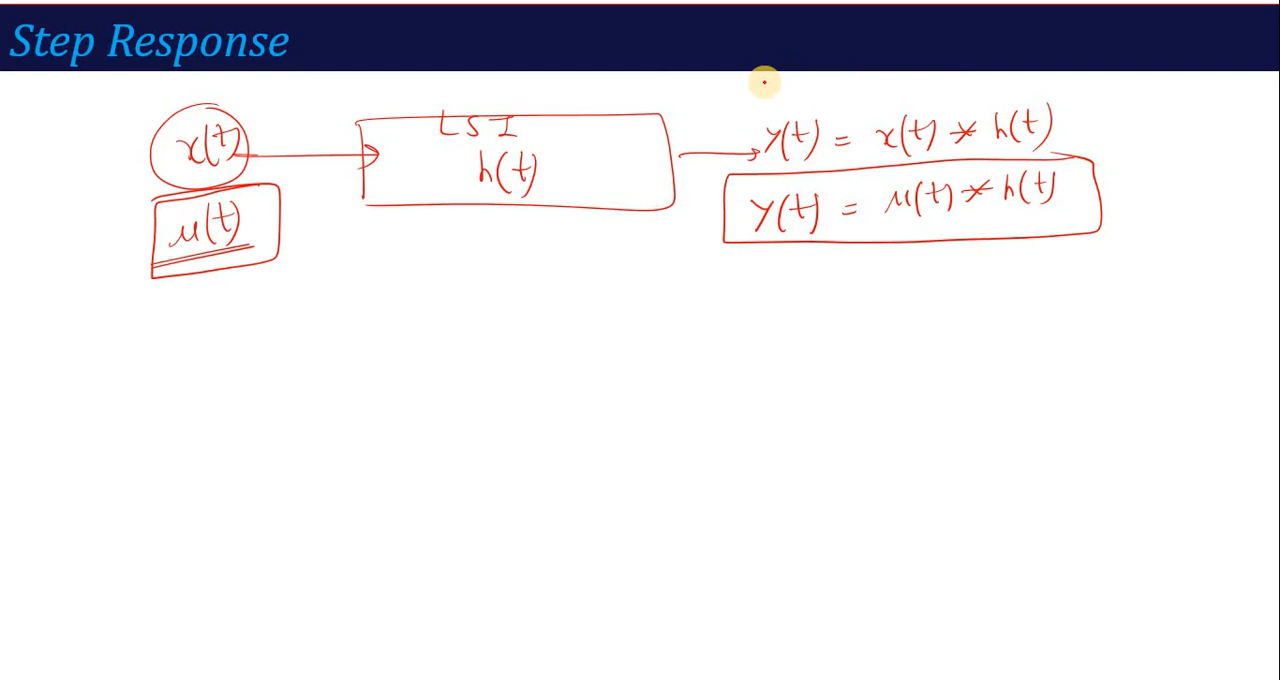 Step Response
x(t)
LSI
h(t)
y(t) = x(t) * h(t)
u(t)
y(t) = u(t) * h(t)